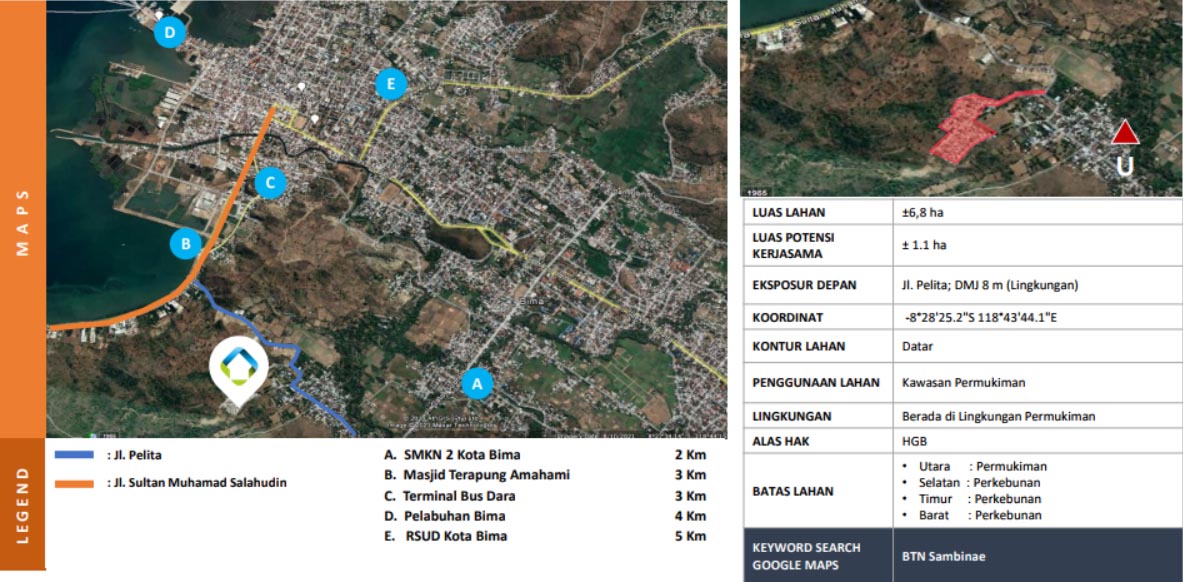 MAPS
D
E
C
B
A
Bima
1985
LEGEND
: Jl. Pelita
: Jl. Sultan Muhamad Salahudin
A. SMKN 2 Kota Bima 2 Km
B. Masjid Terapung Amahami 3 Km
C. Terminal Bus Dara 3 Km
D. Pelabuhan Bima 4 Km
E. RSUD Kota Bima 5 Km
1985
U
LUAS LAHAN ±6,8 ha
LUAS POTENSI
KERJASAMA ± 1.1 ha
EKSPOSUR DEPAN Jl. Pelita; DMJ 8 m (Lingkungan)
KOORDINAT -8°28'25.2"S 118°43'44.1"E
KONTUR LAHAN Datar
PENGGUNAAN LAHAN Kawasan Permukiman
LINGKUNGAN Berada di Lingkungan Permukiman
ALAS HAK HGB
BATAS LAHAN
• Utara : Permukiman
• Selatan : Perkebunan
• Timur : Perkebunan
• Barat : Perkebunan
KEYWORD SEARCH
GOOGLE MAPS BTN Sambinae